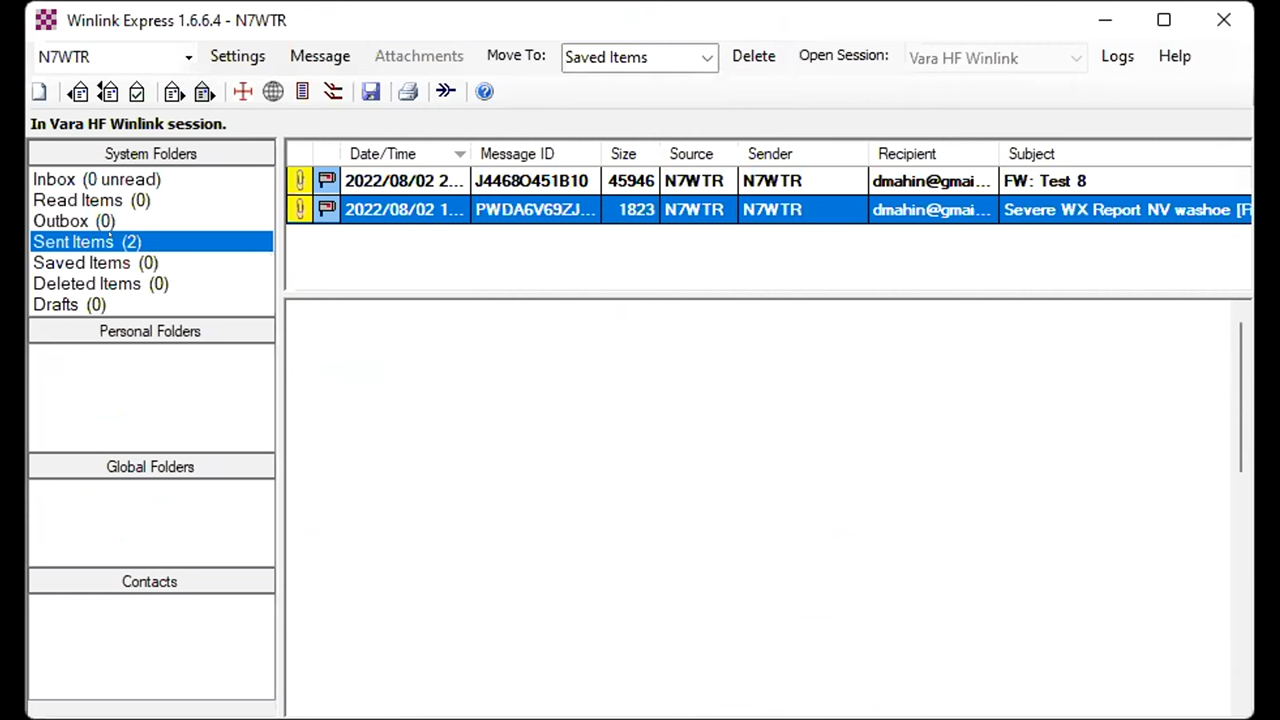 Winlink Express 1.6.6.4 - N7WTR
N7WTR Settings Message Attachments Move To: Saved Items Delete Open Session: Vara HF Winlink Logs Help
In Vara HF Winlink session.
System Folders
Inbox (0 unread)
Read Items (0)
Outbox (0)
Sent Items (2)
Saved Items (0)
Deleted Items (0)
Drafts (0)
Personal Folders
Global Folders
Contacts
Date/Time Message ID Size Source Sender Recipient Subject
2022/08/02 2... J4468O451B10 45946 N7WTR N7WTR dmahin@gmai... FW: Test 8
2022/08/02 1... PWDA6V69ZJ... 1823 N7WTR N7WTR dmahin@gmai... Severe WX Report NV washoe [F